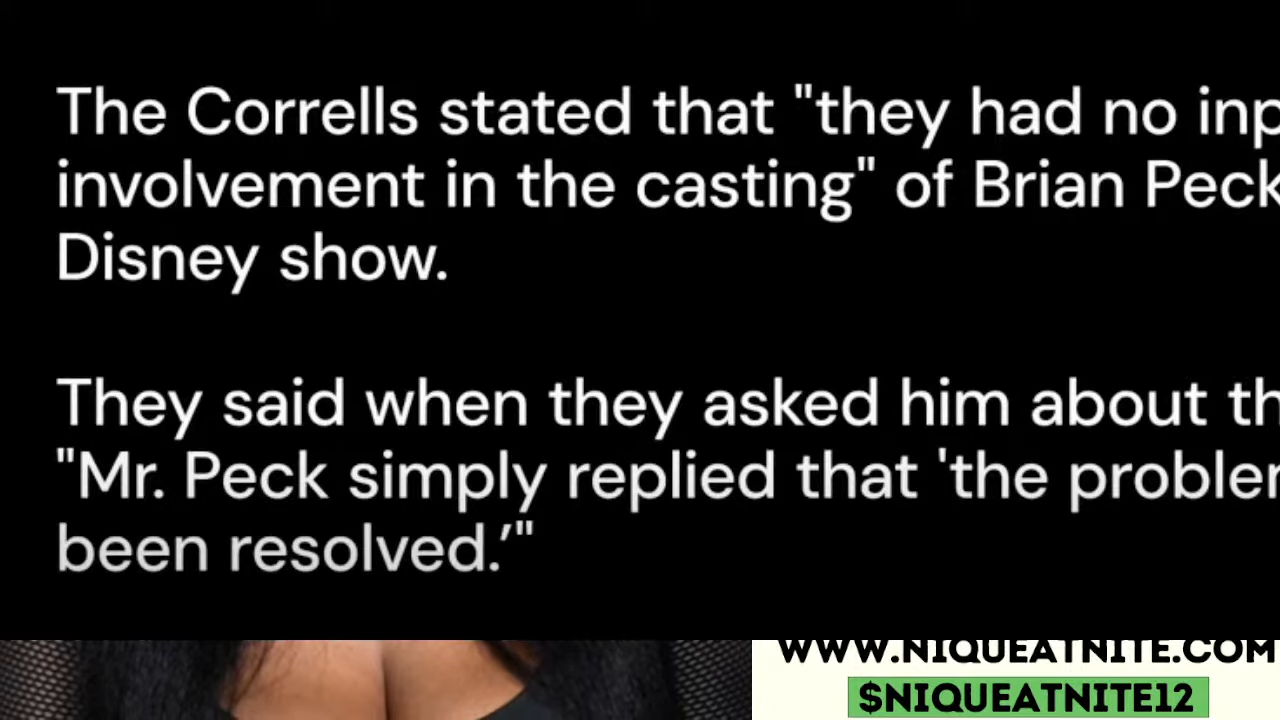 The Corrells stated that "they had no inp
involvement in the casting" of Brian Peck
Disney show.
They said when they asked him about th
"Mr. Peck simply replied that 'the problem
been resolved.'"
WWW.NIQUEATNITE.COM
$NIQUEATNITE12